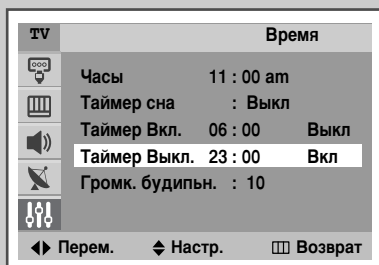 TV Время
Часы 11 : 00 am
Таймер сна : Выкл
Таймер Вкл. 06 : 00 Выкл
Таймер Выкл. 23 : 00 Вкл
Громк. будипьн. : 10
Перем. Настр. Возврат